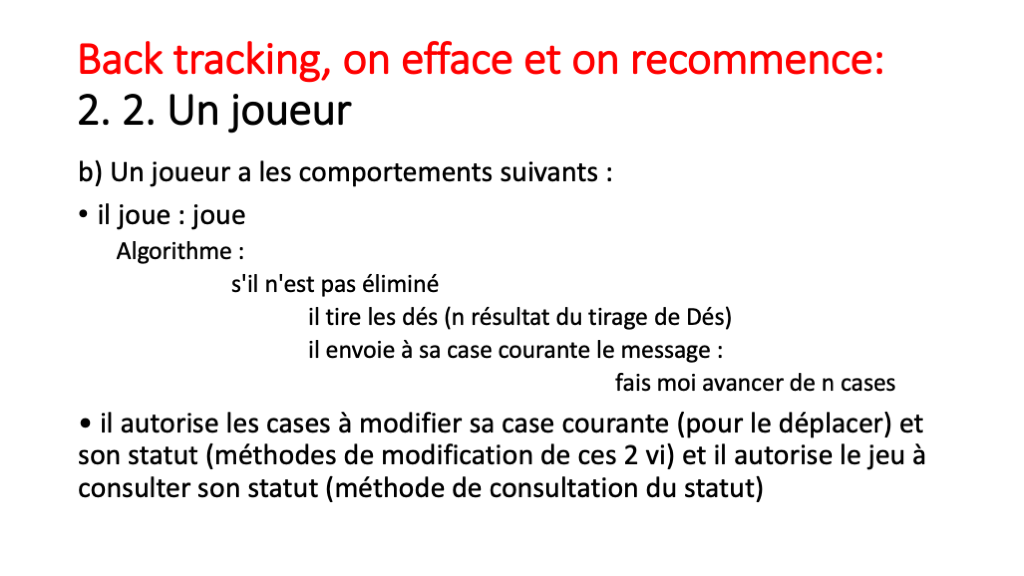 Back tracking, on efface et on recommence:
2. 2. Un joueur
b) Un joueur a les comportements suivants :
• il joue : joue
Algorithme :
s'il n'est pas éliminé
il tire les dés (n résultat du tirage de Dés)
il envoie à sa case courante le message :
fais moi avancer de n cases
• il autorise les cases à modifier sa case courante (pour le déplacer) et
son statut (méthodes de modification de ces 2 vi) et il autorise le jeu à
consulter son statut (méthode de consultation du statut)